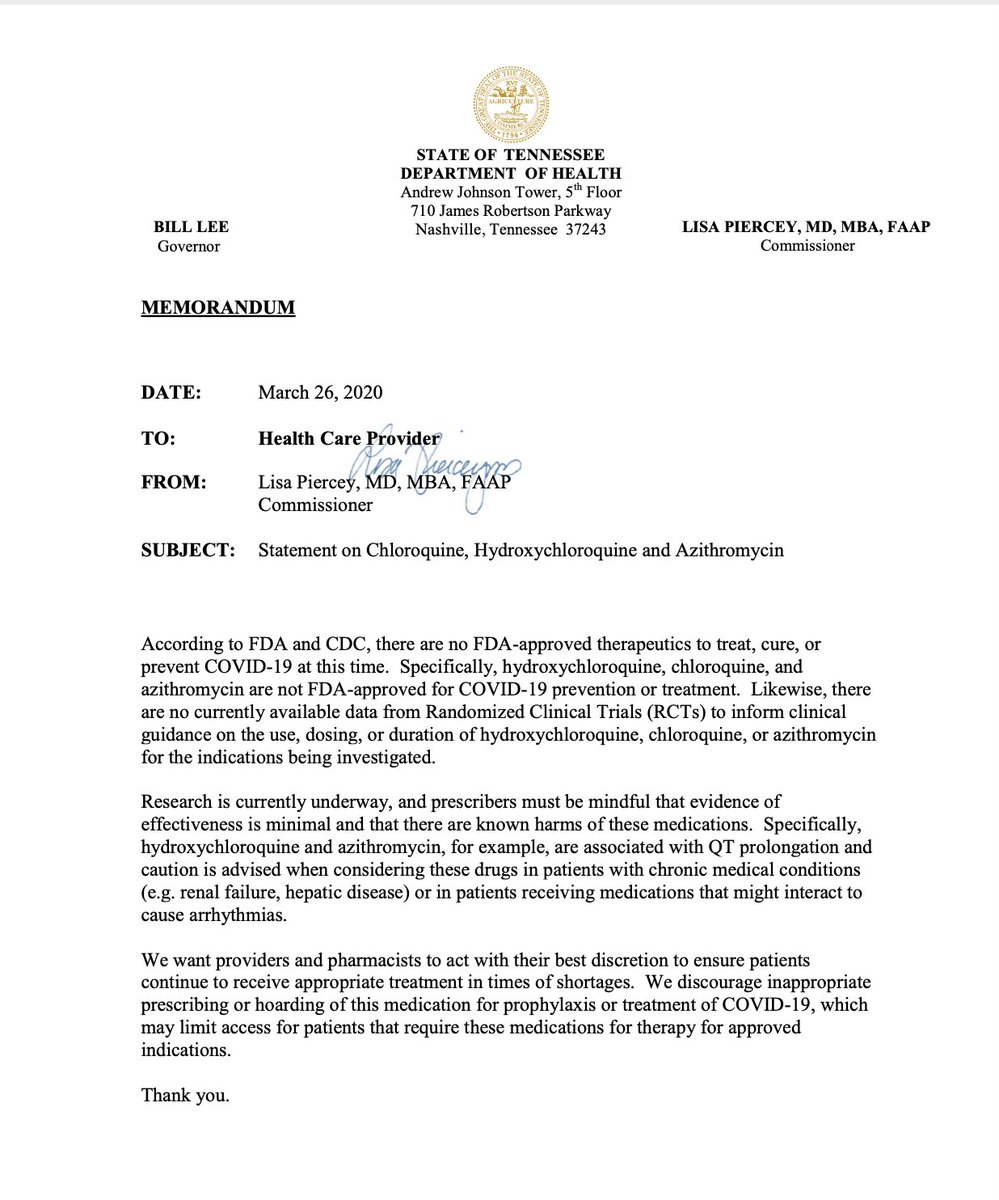 THE GREAT SEAL OF THE STATE OF TENNESSEE
XVI
AGRICULTURE
COMMERCE
1796
STATE OF TENNESSEE
DEPARTMENT OF HEALTH
Andrew Johnson Tower, 5th Floor
710 James Robertson Parkway
Nashville, Tennessee 37243
BILL LEE
Governor
LISA PIERCEY, MD, MBA, FAAP
Commissioner
MEMORANDUM
DATE: March 26, 2020
TO: Health Care Provider
FROM: Lisa Piercey, MD, MBA, FAAP
Commissioner
SUBJECT: Statement on Chloroquine, Hydroxychloroquine and Azithromycin
According to FDA and CDC, there are no FDA-approved therapeutics to treat, cure, or
prevent COVID-19 at this time. Specifically, hydroxychloroquine, chloroquine, and
azithromycin are not FDA-approved for COVID-19 prevention or treatment. Likewise, there
are no currently available data from Randomized Clinical Trials (RCTs) to inform clinical
guidance on the use, dosing, or duration of hydroxychloroquine, chloroquine, or azithromycin
for the indications being investigated.
Research is currently underway, and prescribers must be mindful that evidence of
effectiveness is minimal and that there are known harms of these medications. Specifically,
hydroxychloroquine and azithromycin, for example, are associated with QT prolongation and
caution is advised when considering these drugs in patients with chronic medical conditions
(e.g. renal failure, hepatic disease) or in patients receiving medications that might interact to
cause arrhythmias.
We want providers and pharmacists to act with their best discretion to ensure patients
continue to receive appropriate treatment in times of shortages. We discourage inappropriate
prescribing or hoarding of this medication for prophylaxis or treatment of COVID-19, which
may limit access for patients that require these medications for therapy for approved
indications.
Thank you.